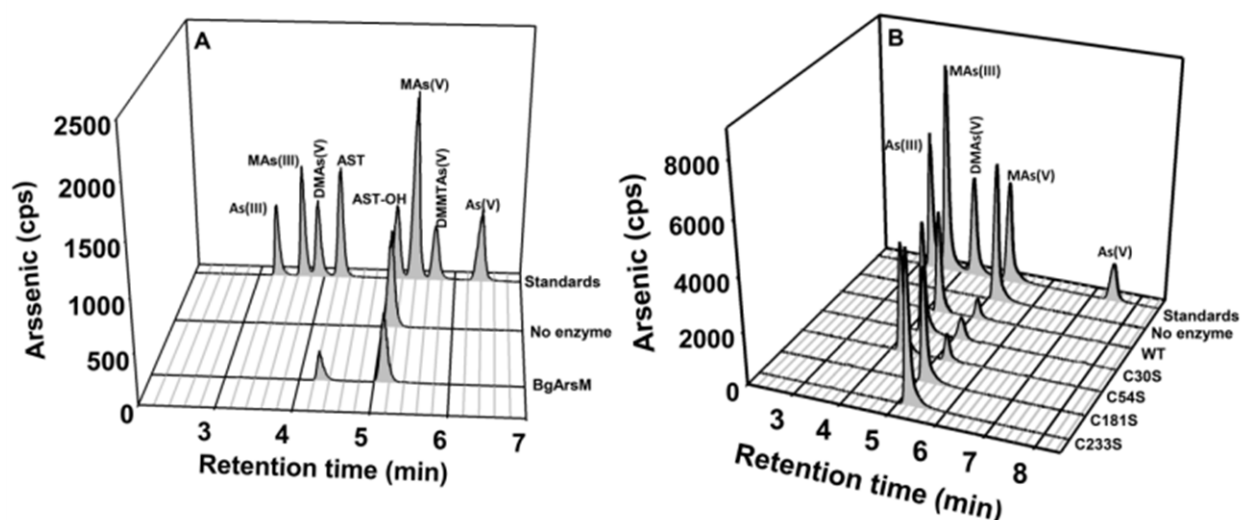 A
MAs(V)
MAs(III)
DMAs(V)
AST
DMMTAs(V)
AST-OH
As(III)
As(V)
2500
2000
1500
1000
500
0
Arssenic (cps)
Standards
No enzyme
BgArsM
3 4 5 6 7
Retention time (min)
B
MAs(III)
As(III)
DMAs(V)
MAs(V)
As(V)
8000
6000
4000
2000
0
Arsenic (cps)
Standards
No enzyme
WT
C30S
C54S
C181S
C233S
3 4 5 6 7 8
Retention time (min)